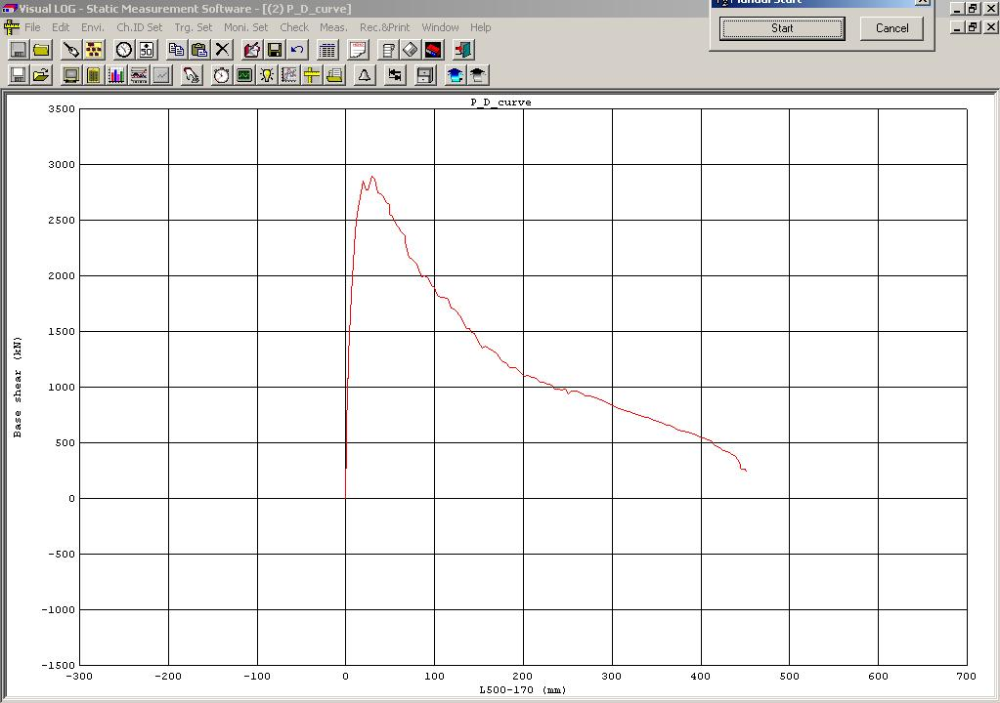 Visual LOG - Static Measurement Software - [(2) P_D_curve]
File Edit Envi. Ch.ID Set Trg. Set Moni. Set Check Meas. Rec.&Print Window Help
Manual Start
Start Cancel
P_D_curve
3500
3000
2500
2000
1500
1000
500
0
-500
-1000
-1500
Base shear (kN)
-300 -200 -100 0 100 200 300 400 500 600 700
L500-170 (mm)